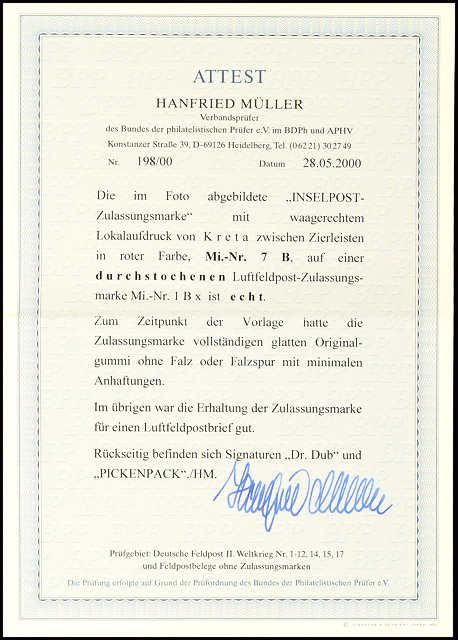 ATTEST
HANFRIED MÜLLER
Verbandsprüfer
des Bundes der philatelistischen Prüfer e.V. im BDPh und APHV
Konstanzer Straße 39, D-69126 Heidelberg, Tel. (0 62 21) 30 27 49
Nr. 198/00 Datum 28.05.2000
Die im Foto abgebildete „INSELPOST-
Zulassungsmarke“ mit waagerechtem
Lokalaufdruck von K r e t a zwischen Zierleisten
in roter Farbe, Mi.-Nr. 7 B, auf einer
d u r c h s t o c h e n e n Luftfeldpost-Zulassungs-
marke Mi.-Nr. 1 B x ist e c h t.
Zum Zeitpunkt der Vorlage hatte die
Zulassungsmarke vollständigen glatten Original-
gummi ohne Falz oder Falzspur mit minimalen
Anhaftungen.
Im übrigen war die Erhaltung der Zulassungsmarke
für einen Luftfeldpostbrief gut.
Rückseitig befinden sich Signaturen „Dr. Dub“ und
„PICKENPACK“./HM.
Prüfgebiet: Deutsche Feldpost II. Weltkrieg Nr. 1-12, 14, 15, 17
und Feldpostbelege ohne Zulassungsmarken
Die Prüfung erfolgte auf Grund der Prüfordnung des Bundes der Philatelistischen Prüfer e.V.